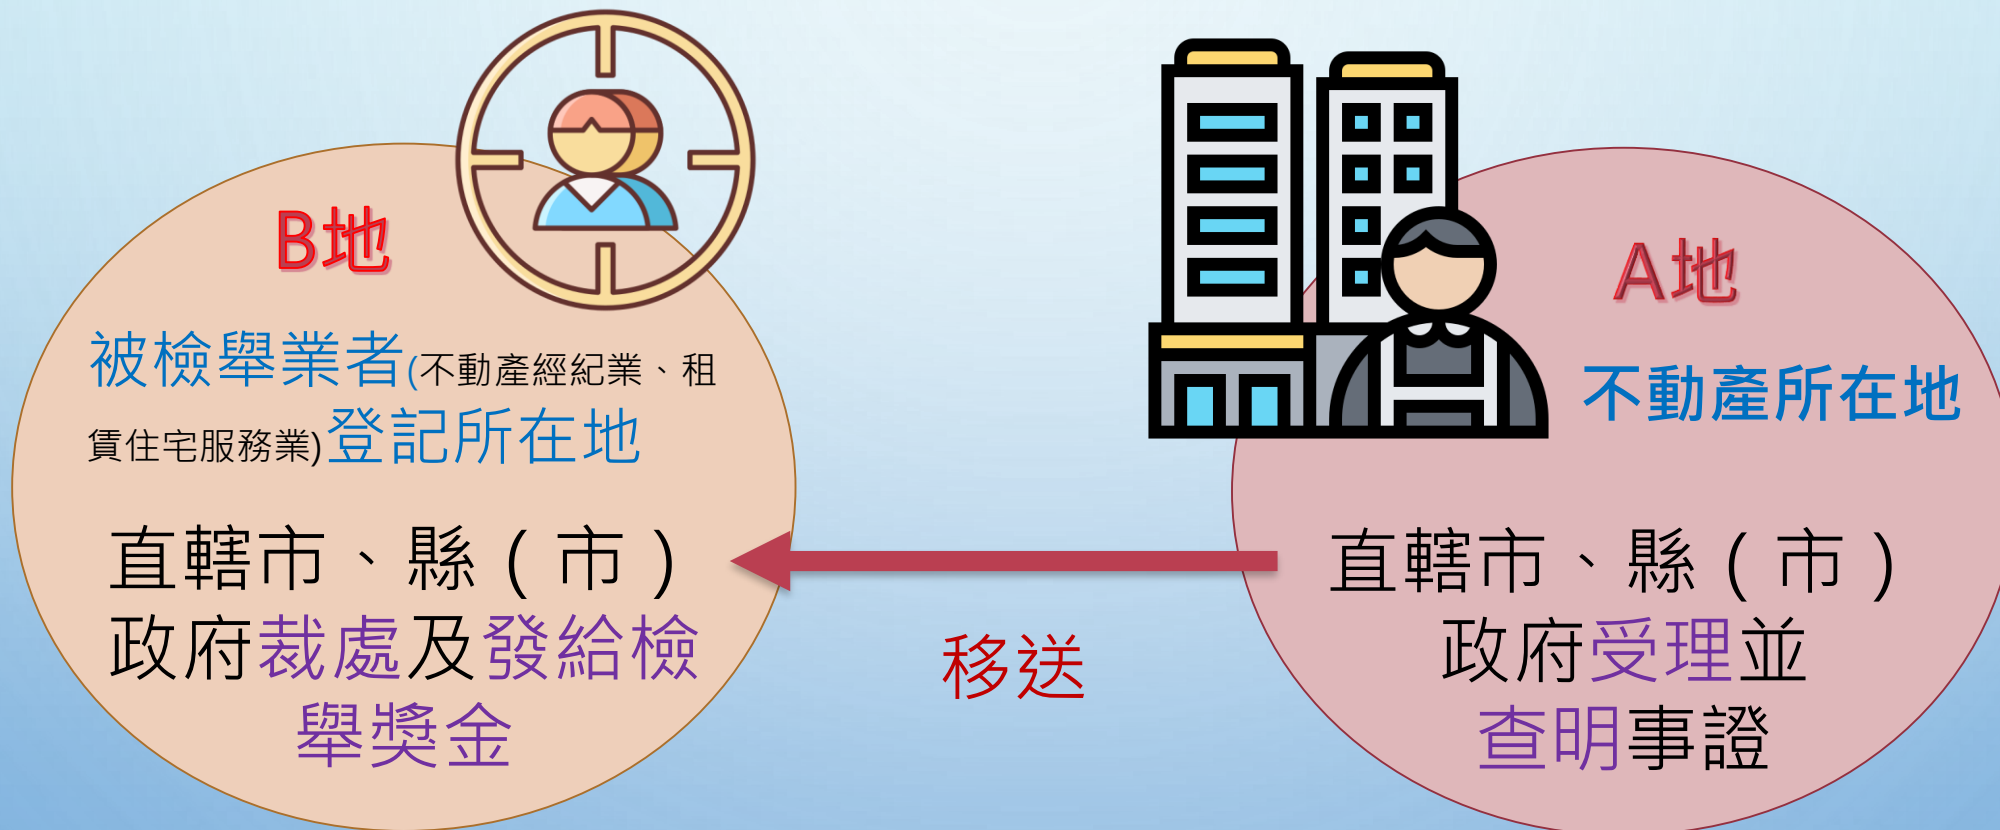 B地
被檢舉業者(不動產經紀業、租
賃住宅服務業)登記所在地
直轄市、縣(市)
政府裁處及發給檢
舉獎金
移送
A地
不動產所在地
直轄市、縣(市)
政府受理並
查明事證